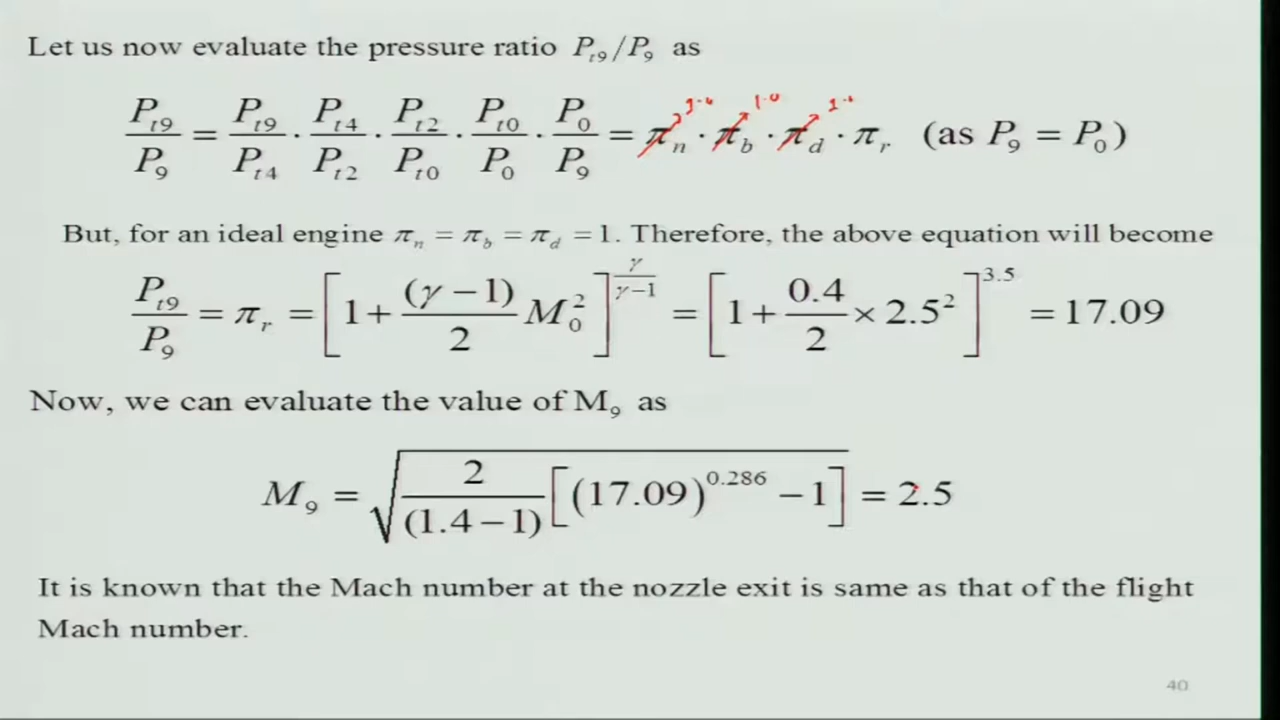 Let us now evaluate the pressure ratio P_t9/P_9 as
P_t9/P_9 = P_t9/P_t4 · P_t4/P_t2 · P_t2/P_t0 · P_t0/P_0 · P_0/P_9 = π_n · π_b · π_d · π_r (as P_9 = P_0)
1.0
But, for an ideal engine π_n = π_b = π_d = 1. Therefore, the above equation will become
P_t9/P_9 = π_r = [1 + (γ − 1)/2 M_0^2]^(γ/(γ−1)) = [1 + 0.4/2 × 2.5^2]^3.5 = 17.09
Now, we can evaluate the value of M_9 as
M_9 = √(2/(1.4 − 1) [(17.09)^0.286 − 1]) = 2.5
It is known that the Mach number at the nozzle exit is same as that of the flight
Mach number.
40